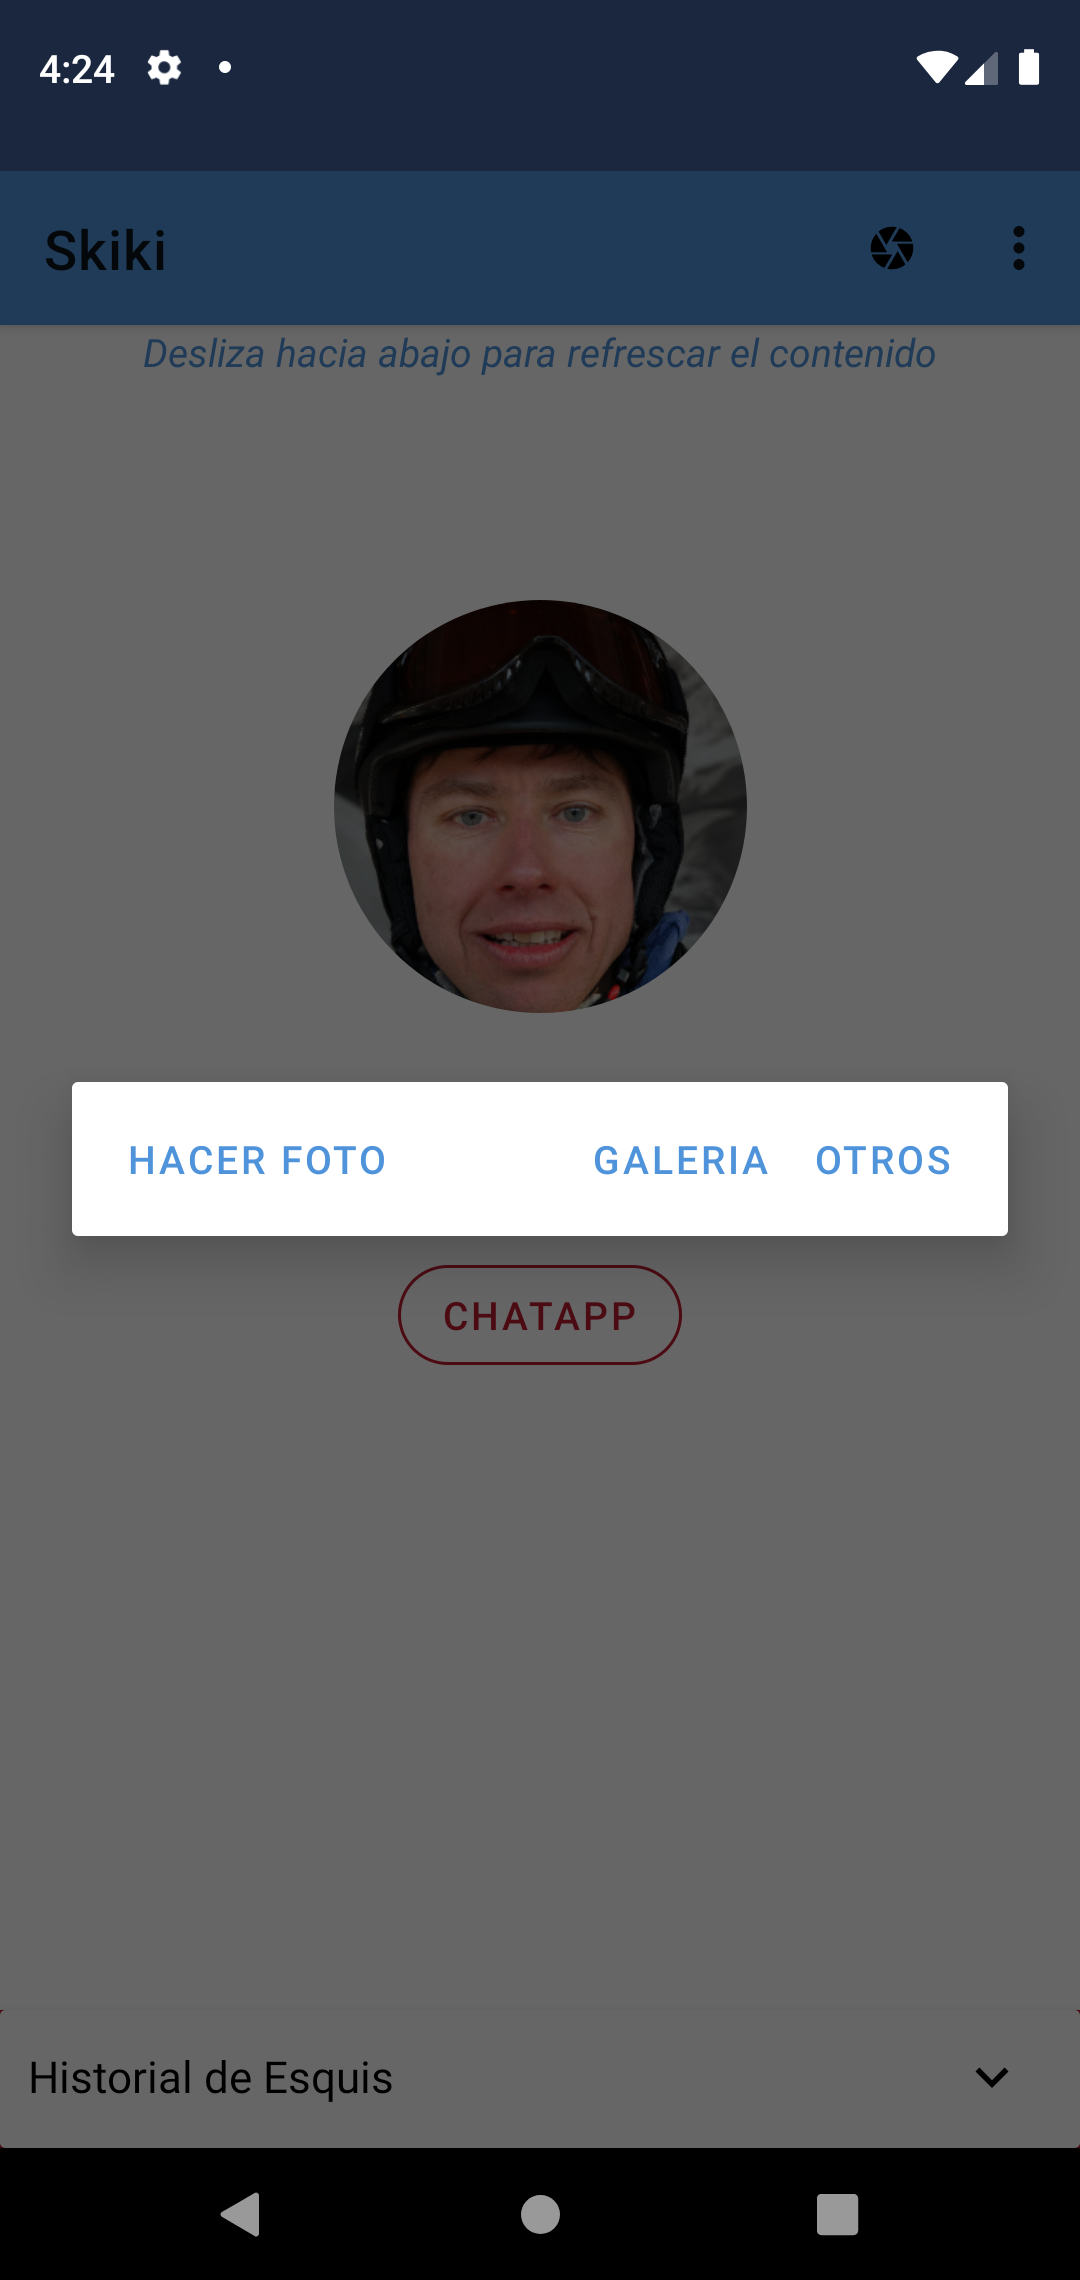 4:24
Skiki
Desliza hacia abajo para refrescar el contenido
HACER FOTO GALERIA OTROS
CHATAPP
Historial de Esquis